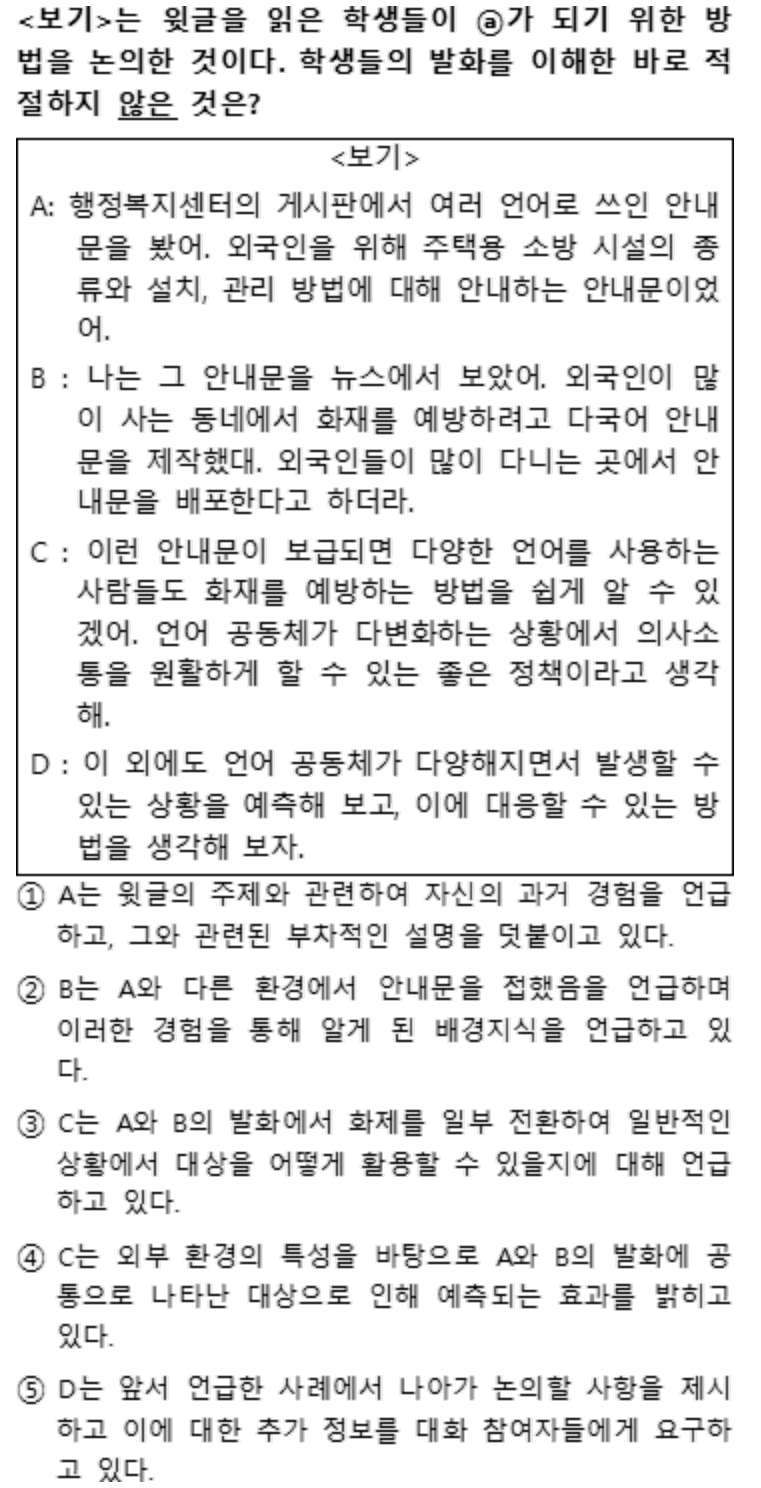 <보기>는 윗글을 읽은 학생들이 ⓐ가 되기 위한 방
법을 논의한 것이다. 학생들의 발화를 이해한 바로 적
절하지 않은 것은?
<보기>
A: 행정복지센터의 게시판에서 여러 언어로 쓰인 안내
문을 봤어. 외국인을 위해 주택용 소방 시설의 종
류와 설치, 관리 방법에 대해 안내하는 안내문이었
어.
B : 나는 그 안내문을 뉴스에서 보았어. 외국인이 많
이 사는 동네에서 화재를 예방하려고 다국어 안내
문을 제작했대. 외국인들이 많이 다니는 곳에서 안
내문을 배포한다고 하더라.
C : 이런 안내문이 보급되면 다양한 언어를 사용하는
사람들도 화재를 예방하는 방법을 쉽게 알 수 있
겠어. 언어 공동체가 다변화하는 상황에서 의사소
통을 원활하게 할 수 있는 좋은 정책이라고 생각
해.
D : 이 외에도 언어 공동체가 다양해지면서 발생할 수
있는 상황을 예측해 보고, 이에 대응할 수 있는 방
법을 생각해 보자.
① A는 윗글의 주제와 관련하여 자신의 과거 경험을 언급
하고, 그와 관련된 부차적인 설명을 덧붙이고 있다.
② B는 A와 다른 환경에서 안내문을 접했음을 언급하며
이러한 경험을 통해 알게 된 배경지식을 언급하고 있
다.
③ C는 A와 B의 발화에서 화제를 일부 전환하여 일반적인
상황에서 대상을 어떻게 활용할 수 있을지에 대해 언급
하고 있다.
④ C는 외부 환경의 특성을 바탕으로 A와 B의 발화에 공
통으로 나타난 대상으로 인해 예측되는 효과를 밝히고
있다.
⑤ D는 앞서 언급한 사례에서 나아가 논의할 사항을 제시
하고 이에 대한 추가 정보를 대화 참여자들에게 요구하
고 있다.